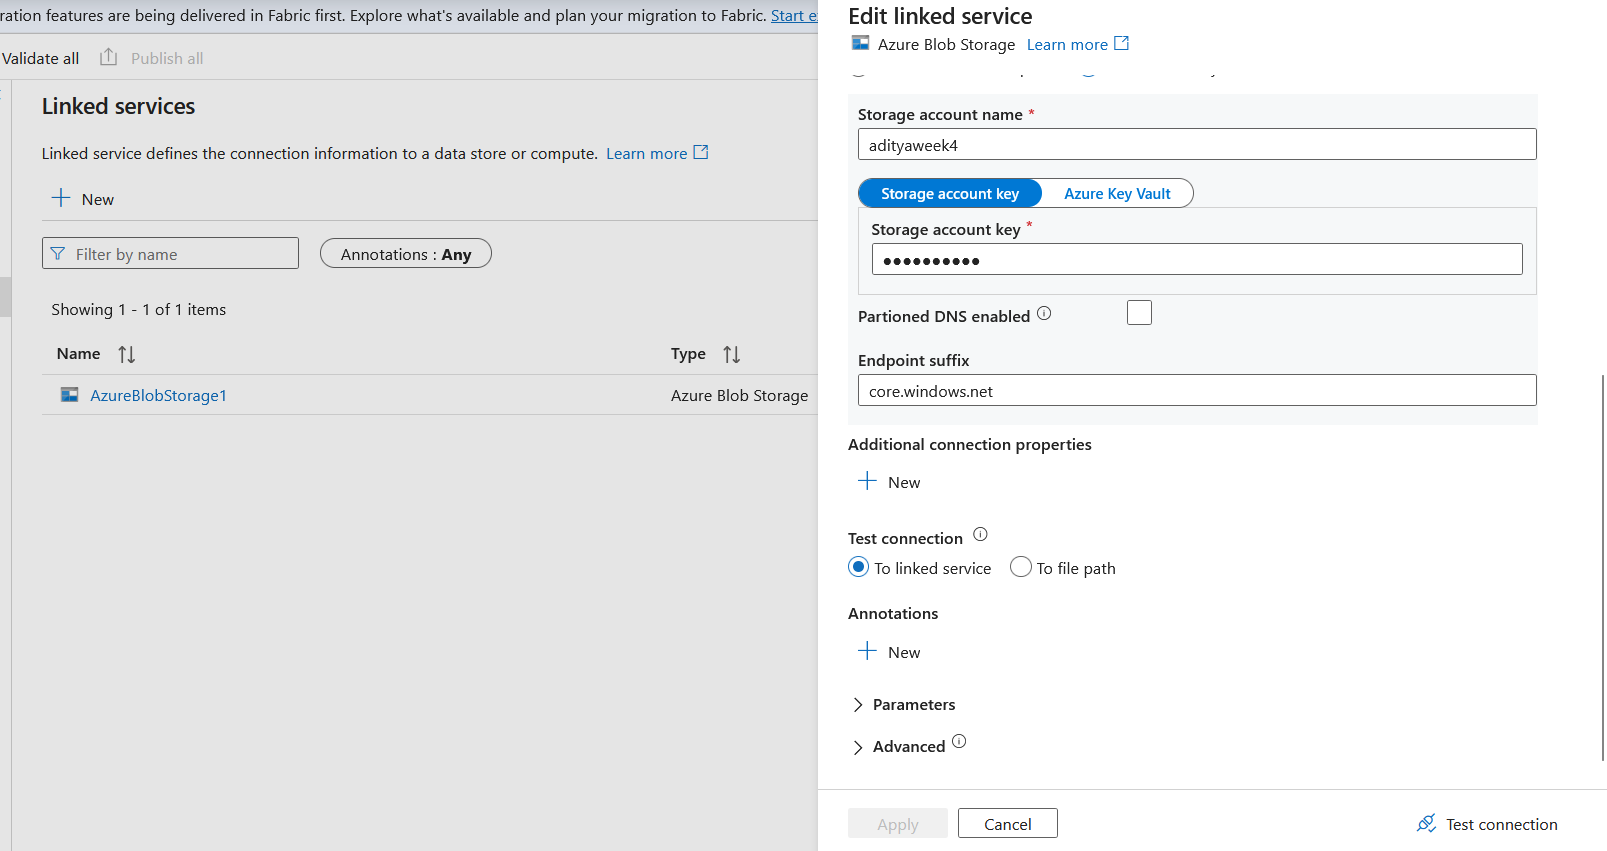 ration features are being delivered in Fabric first. Explore what's available and plan your migration to Fabric. Start
Validate all
Publish all
Linked services
Linked service defines the connection information to a data store or compute. Learn more
New
Filter by name
Annotations : Any
Showing 1 - 1 of 1 items
Name
Type
AzureBlobStorage1
Azure Blob Storage
Edit linked service
Azure Blob Storage Learn more
Storage account name *
adityaweek4
Storage account key
Azure Key Vault
Storage account key *
●●●●●●●●●●
Partioned DNS enabled
Endpoint suffix
core.windows.net
Additional connection properties
New
Test connection
To linked service
To file path
Annotations
New
Parameters
Advanced
Apply
Cancel
Test connection